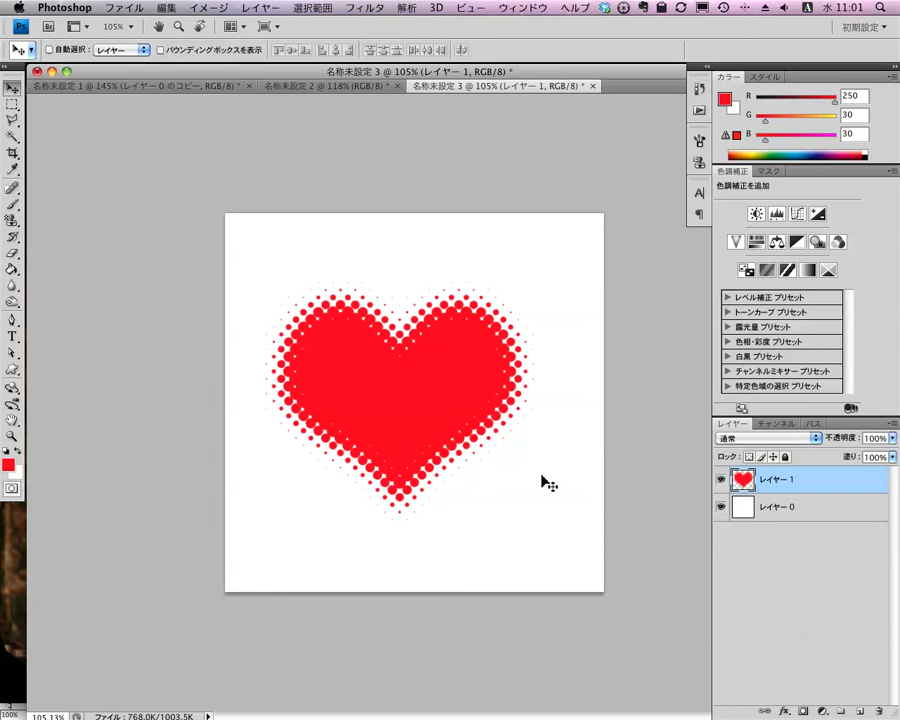 Photoshop ファイル 編集 イメージ レイヤー 選択範囲 フィルタ 解析 3D ビュー ウィンドウ ヘルプ A 水 11:01
Ps Br 105% 初期設定
自動選択: レイヤー バウンディングボックスを表示
名称未設定 3 @ 105% (レイヤー 1, RGB/8) *
名称未設定 1 @ 145% (レイヤー 0 のコピー, RGB/8) *
名称未設定 2 @ 118% (RGB/8) *
名称未設定 3 @ 105% (レイヤー 1, RGB/8) *
カラー スタイル
R 250
G 30
B 30
色調補正 マスク
色調補正を追加
レベル補正 プリセット
トーンカーブ プリセット
露光量 プリセット
色相・彩度 プリセット
白黒 プリセット
チャンネルミキサー プリセット
特定色域の選択 プリセット
レイヤー チャンネル パス
通常 不透明度: 100%
ロック: 塗り: 100%
レイヤー 1
レイヤー 0
100%
105.13% ファイル : 768.0K/1003.5K